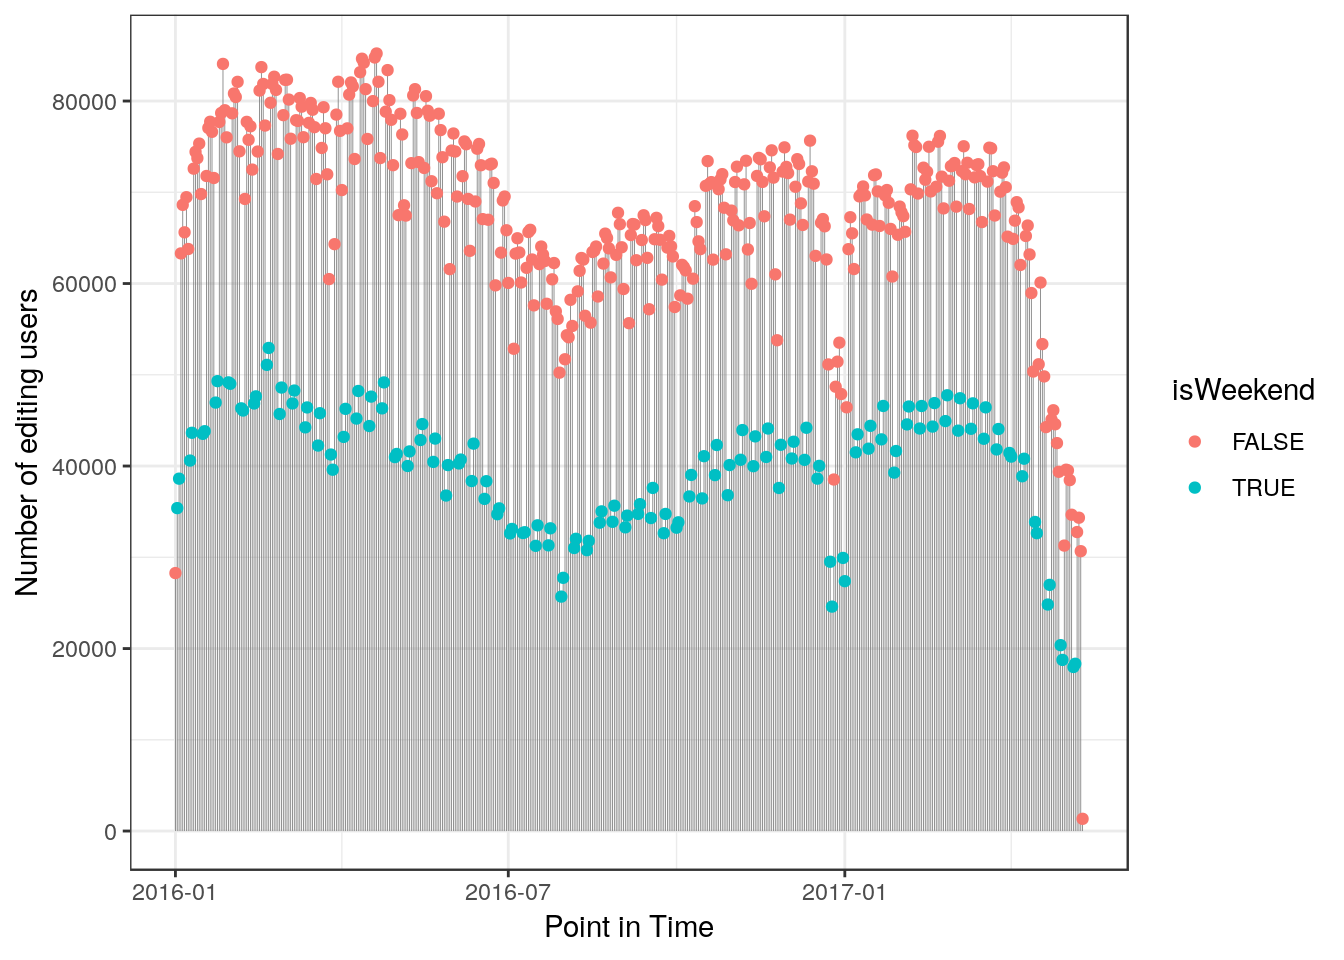 80000
60000
40000
20000
0
Number of editing users
2016-01
2016-07
2017-01
Point in Time
isWeekend
FALSE
TRUE